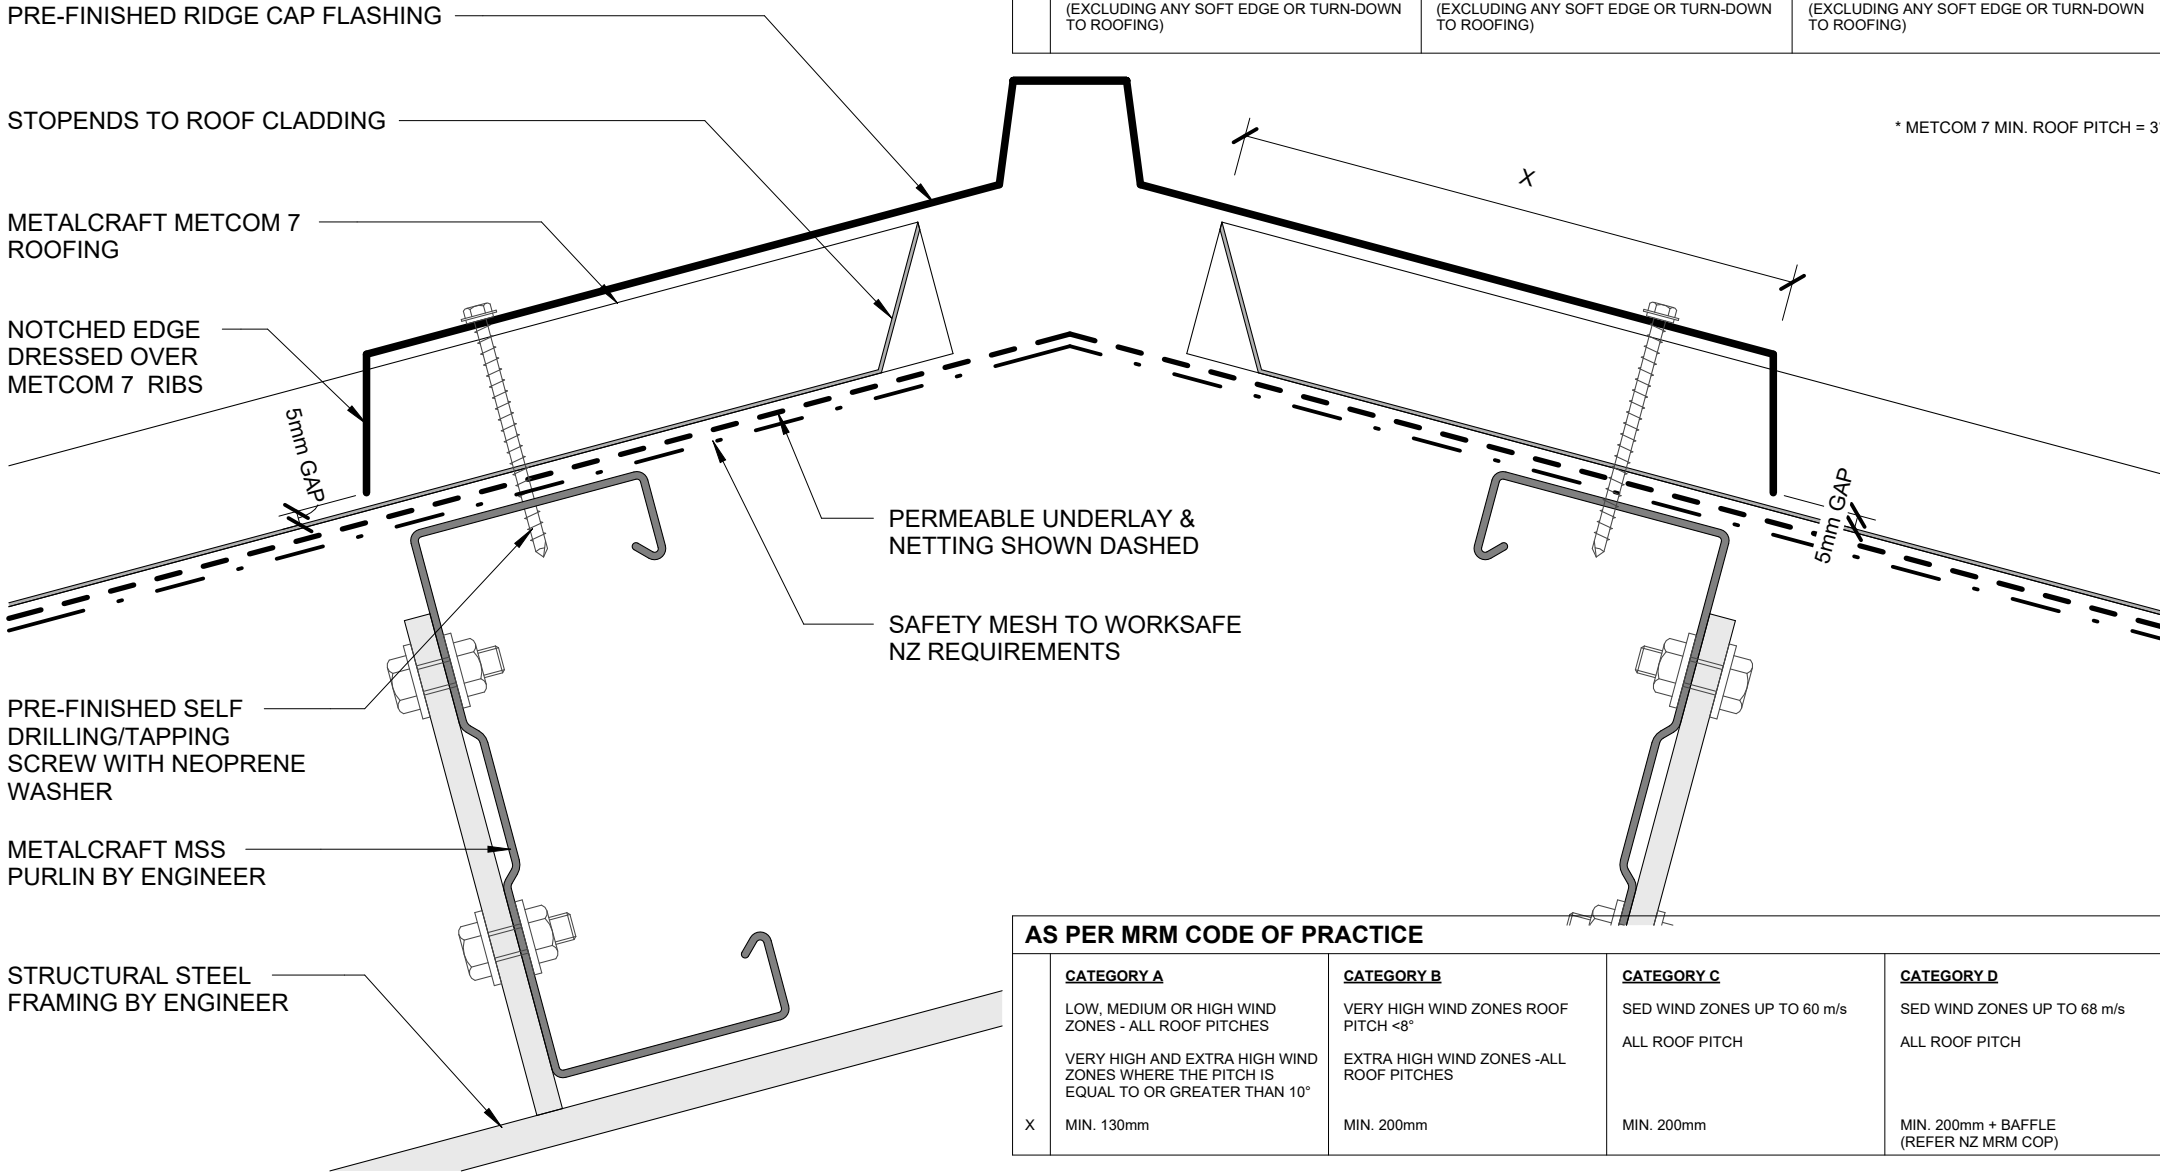 PRE-FINISHED RIDGE CAP FLASHING
(EXCLUDING ANY SOFT EDGE OR TURN-DOWN
TO ROOFING)
(EXCLUDING ANY SOFT EDGE OR TURN-DOWN
TO ROOFING)
(EXCLUDING ANY SOFT EDGE OR TURN-DOWN
TO ROOFING)
STOPENDS TO ROOF CLADDING
* METCOM 7 MIN. ROOF PITCH = 3°
X
METALCRAFT METCOM 7
ROOFING
NOTCHED EDGE
DRESSED OVER
METCOM 7 RIBS
5mm GAP
5mm GAP
PERMEABLE UNDERLAY &
NETTING SHOWN DASHED
SAFETY MESH TO WORKSAFE
NZ REQUIREMENTS
PRE-FINISHED SELF
DRILLING/TAPPING
SCREW WITH NEOPRENE
WASHER
METALCRAFT MSS
PURLIN BY ENGINEER
STRUCTURAL STEEL
FRAMING BY ENGINEER
AS PER MRM CODE OF PRACTICE
CATEGORY A
LOW, MEDIUM OR HIGH WIND
ZONES - ALL ROOF PITCHES
VERY HIGH AND EXTRA HIGH WIND
ZONES WHERE THE PITCH IS
EQUAL TO OR GREATER THAN 10°
CATEGORY B
VERY HIGH WIND ZONES ROOF
PITCH <8°
EXTRA HIGH WIND ZONES -ALL
ROOF PITCHES
CATEGORY C
SED WIND ZONES UP TO 60 m/s
ALL ROOF PITCH
CATEGORY D
SED WIND ZONES UP TO 68 m/s
ALL ROOF PITCH
X
MIN. 130mm
MIN. 200mm
MIN. 200mm
MIN. 200mm + BAFFLE
(REFER NZ MRM COP)